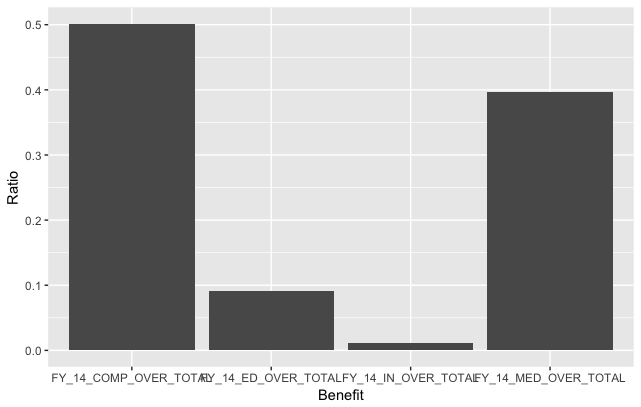 0.5
0.4
0.3
0.2
0.1
0.0
Ratio
FY_14_COMP_OVER_TOTAL FY_14_ED_OVER_TOTAL FY_14_IN_OVER_TOTAL FY_14_MED_OVER_TOTAL
Benefit